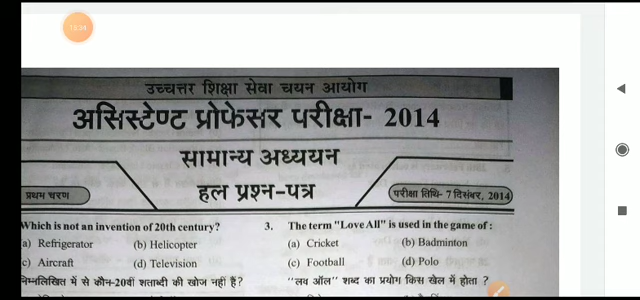 उच्चत्तर शिक्षा सेवा चयन आयोग
असिस्टेण्ट प्रोफेसर परीक्षा- 2014
सामान्य अध्ययन
प्रथम चरण
हल प्रश्न-पत्र
परीक्षा तिथि- 7 दिसंबर, 2014
Which is not an invention of 20th century?
a) Refrigerator (b) Helicopter
c) Aircraft (d) Television
निम्नलिखित में से कौन-20वीं शताब्दी की खोज नहीं हैं?
3. The term "Love All" is used in the game of :
(a) Cricket (b) Badminton
(c) Football (d) Polo
"लव ऑल" शब्द का प्रयोग किस खेल में होता ?